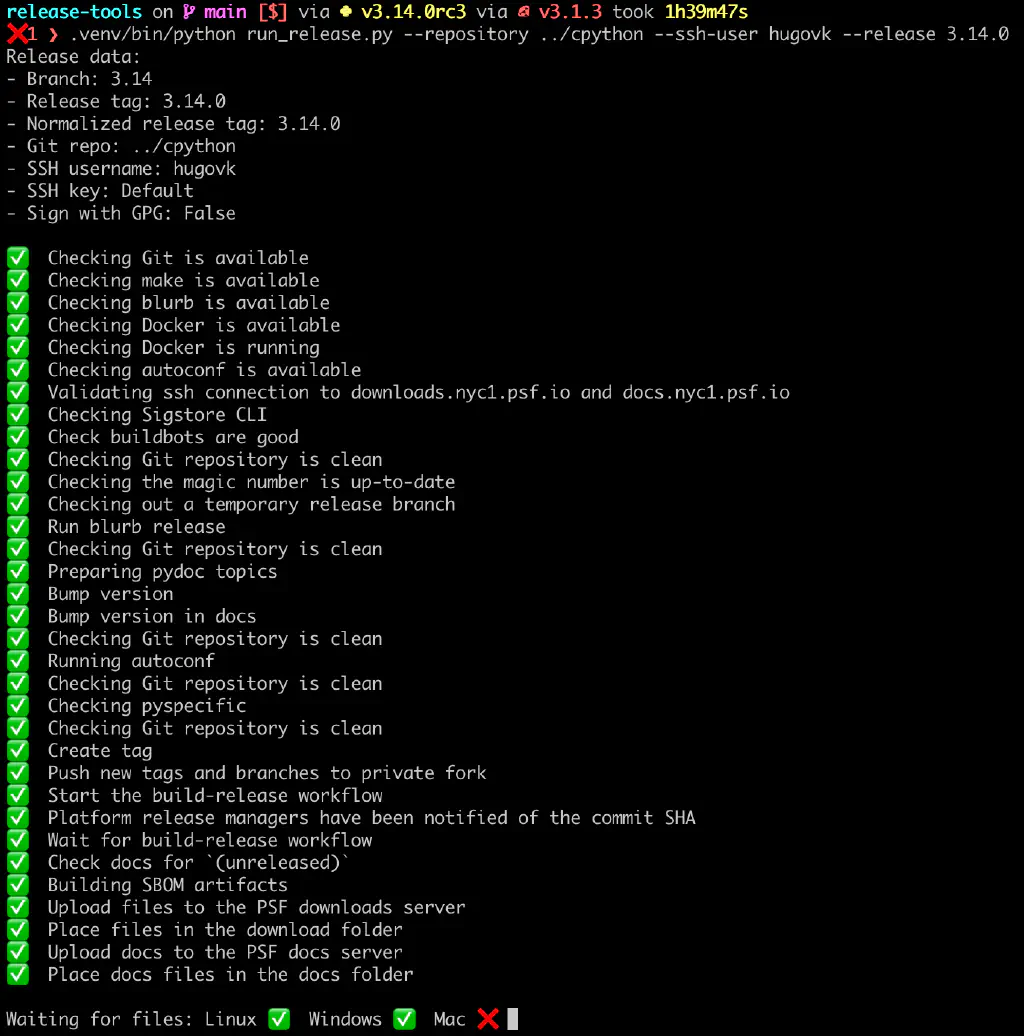 release-tools on main [$] via v3.14.0rc3 via v3.1.3 took 1h39m47s
❌1 ❯ .venv/bin/python run_release.py --repository ../cpython --ssh-user hugovk --release 3.14.0
Release data:
- Branch: 3.14
- Release tag: 3.14.0
- Normalized release tag: 3.14.0
- Git repo: ../cpython
- SSH username: hugovk
- SSH key: Default
- Sign with GPG: False
✅ Checking Git is available
✅ Checking make is available
✅ Checking blurb is available
✅ Checking Docker is available
✅ Checking Docker is running
✅ Checking autoconf is available
✅ Validating ssh connection to downloads.nyc1.psf.io and docs.nyc1.psf.io
✅ Checking Sigstore CLI
✅ Check buildbots are good
✅ Checking Git repository is clean
✅ Checking the magic number is up-to-date
✅ Checking out a temporary release branch
✅ Run blurb release
✅ Checking Git repository is clean
✅ Preparing pydoc topics
✅ Bump version
✅ Bump version in docs
✅ Checking Git repository is clean
✅ Running autoconf
✅ Checking Git repository is clean
✅ Checking pyspecific
✅ Checking Git repository is clean
✅ Create tag
✅ Push new tags and branches to private fork
✅ Start the build-release workflow
✅ Platform release managers have been notified of the commit SHA
✅ Wait for build-release workflow
✅ Check docs for `(unreleased)`
✅ Building SBOM artifacts
✅ Upload files to the PSF downloads server
✅ Place files in the download folder
✅ Upload docs to the PSF docs server
✅ Place docs files in the docs folder
Waiting for files: Linux ✅ Windows ✅ Mac ❌